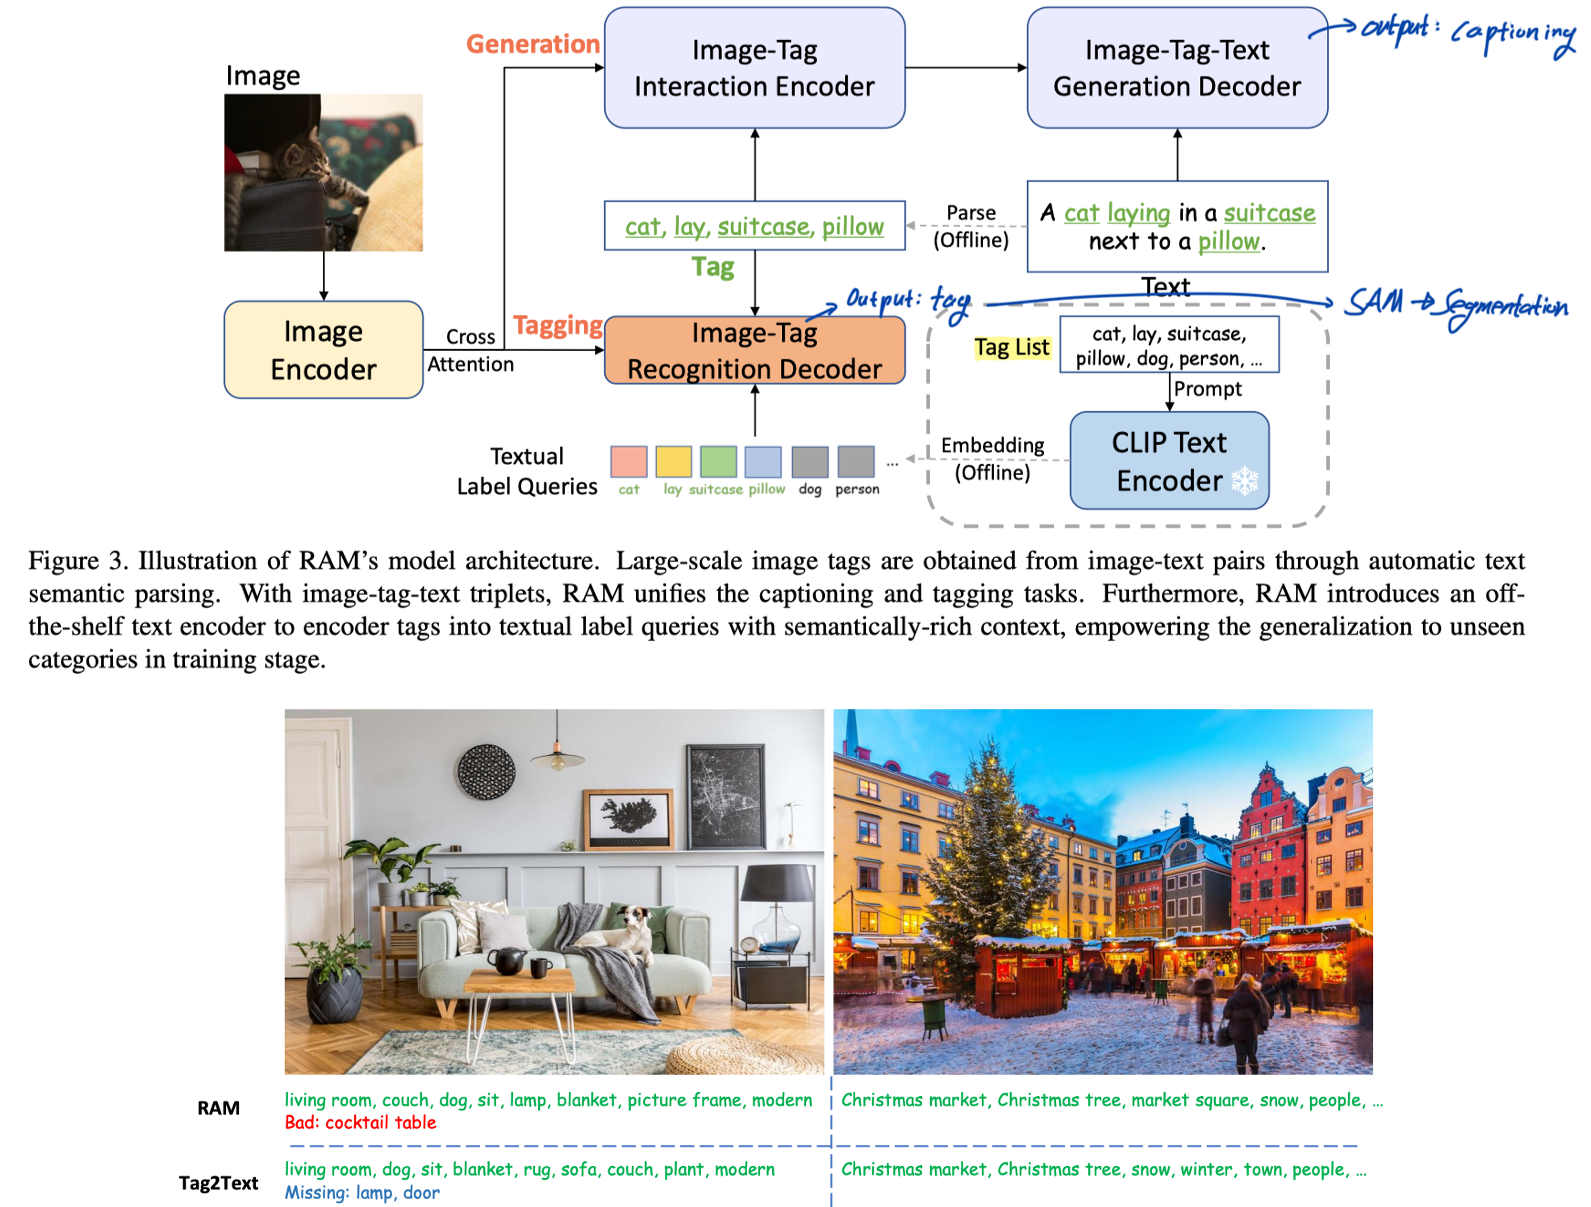 Generation
Image-Tag
Interaction Encoder
Image-Tag-Text
Generation Decoder
output: Captioning
Image
cat, lay, suitcase, pillow
Parse
(Offline)
A cat laying in a suitcase
next to a pillow.
Tag
Text
Output: tag
SAM → Segmentation
Image
Encoder
Cross
Attention
Tagging
Image-Tag
Recognition Decoder
Tag List
cat, lay, suitcase,
pillow, dog, person, ...
Prompt
CLIP Text
Encoder
Embedding
(Offline)
Textual
Label Queries
...
cat lay suitcase pillow dog person
Figure 3. Illustration of RAM's model architecture. Large-scale image tags are obtained from image-text pairs through automatic text
semantic parsing. With image-tag-text triplets, RAM unifies the captioning and tagging tasks. Furthermore, RAM introduces an off-
the-shelf text encoder to encoder tags into textual label queries with semantically-rich context, empowering the generalization to unseen
categories in training stage.
RAM
living room, couch, dog, sit, lamp, blanket, picture frame, modern
Bad: cocktail table
Christmas market, Christmas tree, market square, snow, people, ...
Tag2Text
living room, dog, sit, blanket, rug, sofa, couch, plant, modern
Missing: lamp, door
Christmas market, Christmas tree, snow, winter, town, people, ...